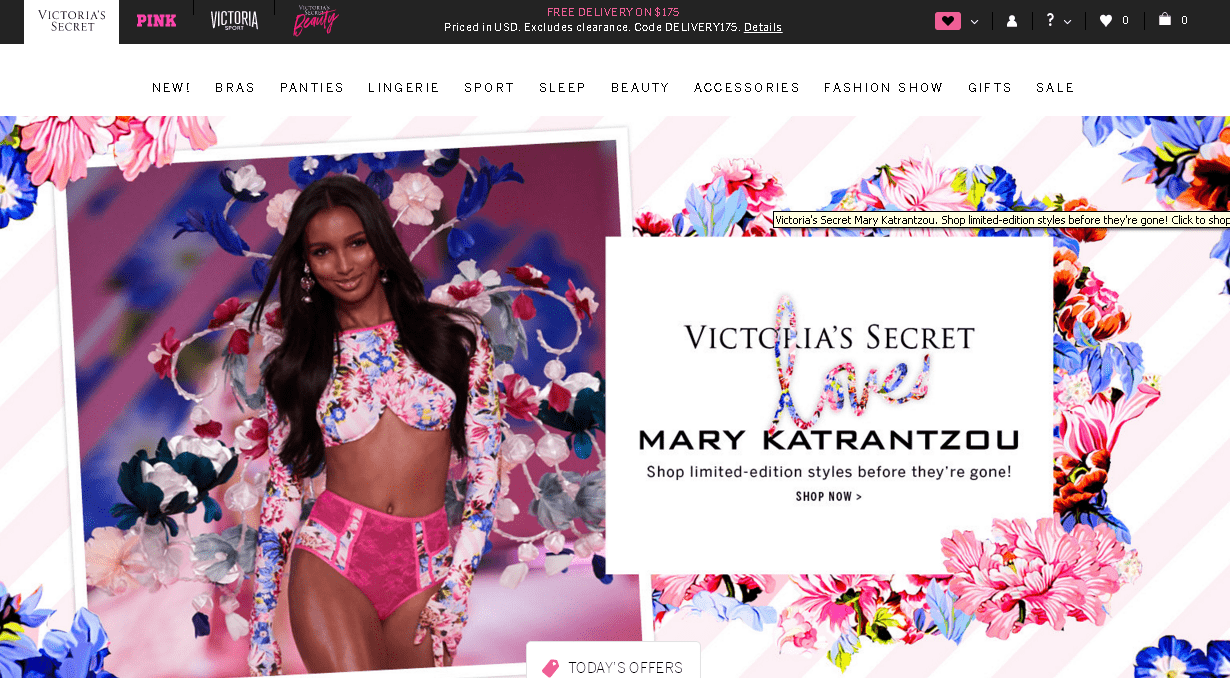 VICTORIA'S
SECRET
PINK
VICTORIA
SPORT
VICTORIA'S
SECRET
Beauty
FREE DELIVERY ON $175
Priced in USD. Excludes clearance. Code DELIVERY175. Details
?
0
0
NEW! BRAS PANTIES LINGERIE SPORT SLEEP BEAUTY ACCESSORIES FASHION SHOW GIFTS SALE
Victoria's Secret Mary Katrantzou. Shop limited-edition styles before they're gone! Click to shop
VICTORIA'S SECRET
loves
MARY KATRANTZOU
Shop limited-edition styles before they're gone!
SHOP NOW >
TODAY'S OFFERS